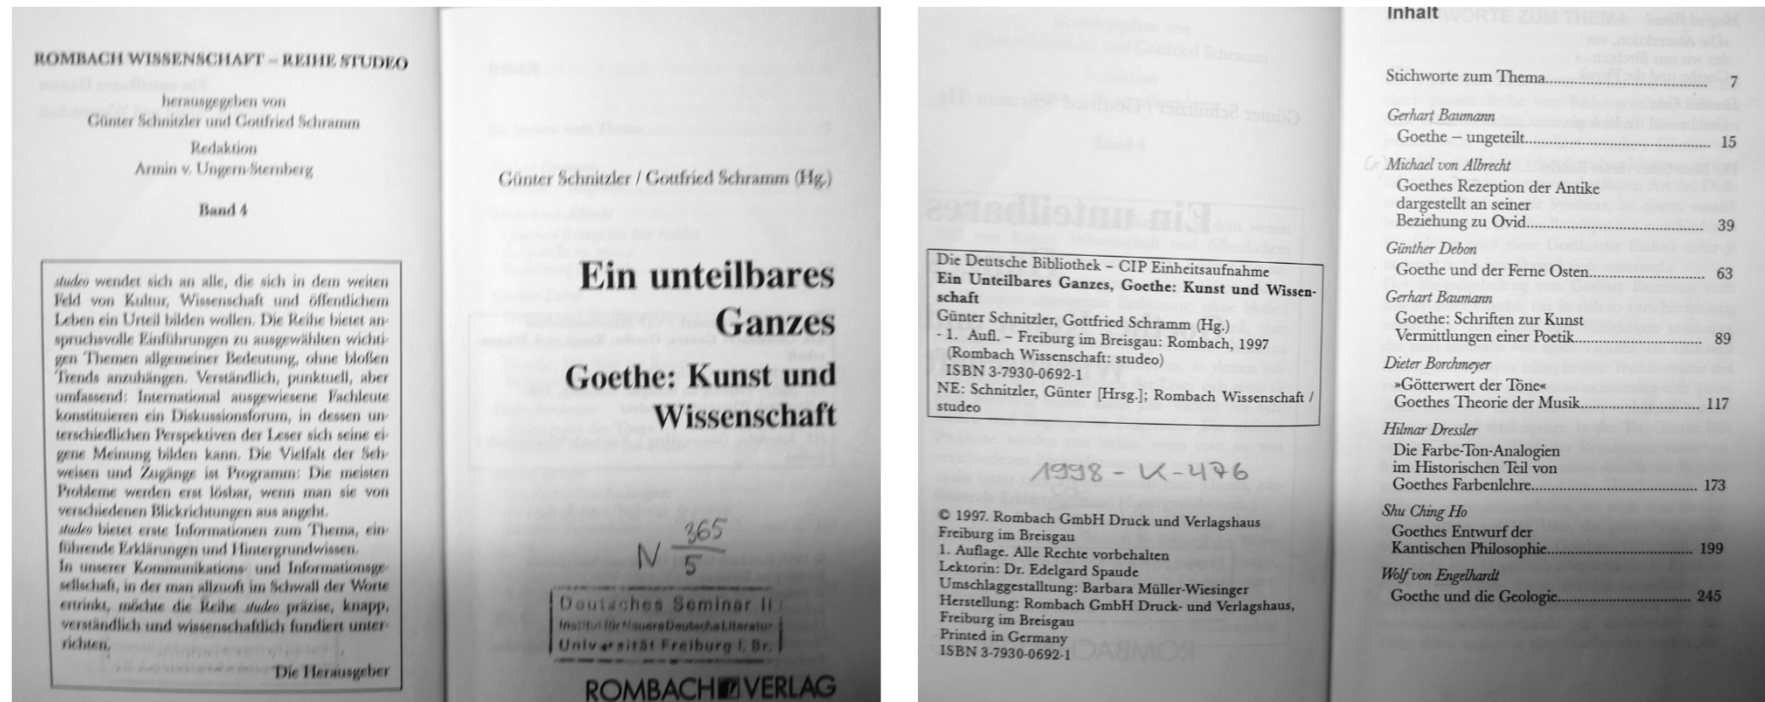 ROMBACH WISSENSCHAFT – REIHE STUDEO
herausgegeben von
Günter Schnitzler und Gottfried Schramm
Redaktion
Armin v. Ungern-Sternberg
Band 4
studeo wendet sich an alle, die sich in dem weiten
Feld von Kultur, Wissenschaft und öffentlichem
Leben ein Urteil bilden wollen. Die Reihe bietet an-
spruchsvolle Einführungen zu ausgewählten wichti-
gen Themen allgemeiner Bedeutung, ohne bloßen
Trends anzuhängen. Verständlich, punktuell, aber
umfassend: International ausgewiesene Fachleute
konstituieren ein Diskussionsforum, in dessen un-
terschiedlichen Perspektiven der Leser sich seine ei-
gene Meinung bilden kann. Die Vielfalt der Seh-
weisen und Zugänge ist Programm: Die meisten
Probleme werden erst lösbar, wenn man sie von
verschiedenen Blickrichtungen aus angeht.
studeo bietet erste Informationen zum Thema, ein-
führende Erklärungen und Hintergrundwissen.
In unserer Kommunikations- und Informationsge-
sellschaft, in der man allzuoft im Schwall der Worte
ertrinkt, möchte die Reihe studeo präzise, knapp,
verständlich und wissenschaftlich fundiert unter-
richten.
Die Herausgeber
Günter Schnitzler / Gottfried Schramm (Hg.)
Ein unteilbares
Ganzes
Goethe: Kunst und
Wissenschaft
N 365
5
Deutsches Seminar II
Institut für Neuere Deutsche Literatur
Universität Freiburg i. Br.
ROMBACH VERLAG
Die Deutsche Bibliothek – CIP Einheitsaufnahme
Ein Unteilbares Ganzes, Goethe: Kunst und Wissen-
schaft
Günter Schnitzler, Gottfried Schramm (Hg.)
- 1. Aufl. – Freiburg im Breisgau: Rombach, 1997
(Rombach Wissenschaft: studeo)
ISBN 3-7930-0692-1
NE: Schnitzler, Günter [Hrsg.]; Rombach Wissenschaft /
studeo
1998 - K - 476
© 1997. Rombach GmbH Druck und Verlagshaus
Freiburg im Breisgau
1. Auflage. Alle Rechte vorbehalten
Lektorin: Dr. Edelgard Spaude
Umschlaggestalltung: Barbara Müller-Wiesinger
Herstellung: Rombach GmbH Druck- und Verlagshaus,
Freiburg im Breisgau
Printed in Germany
ISBN 3-7930-0692-1
Inhalt
Stichworte zum Thema 7
Gerhart Baumann
Goethe – ungeteilt 15
Michael von Albrecht
Goethes Rezeption der Antike
dargestellt an seiner
Beziehung zu Ovid 39
Günther Debon
Goethe und der Ferne Osten 63
Gerhart Baumann
Goethe: Schriften zur Kunst
Vermittlungen einer Poetik 89
Dieter Borchmeyer
»Götterwert der Töne«
Goethes Theorie der Musik 117
Hilmar Dressler
Die Farbe-Ton-Analogien
im Historischen Teil von
Goethes Farbenlehre 173
Shu Ching Ho
Goethes Entwurf der
Kantischen Philosophie 199
Wolf von Engelhardt
Goethe und die Geologie 245